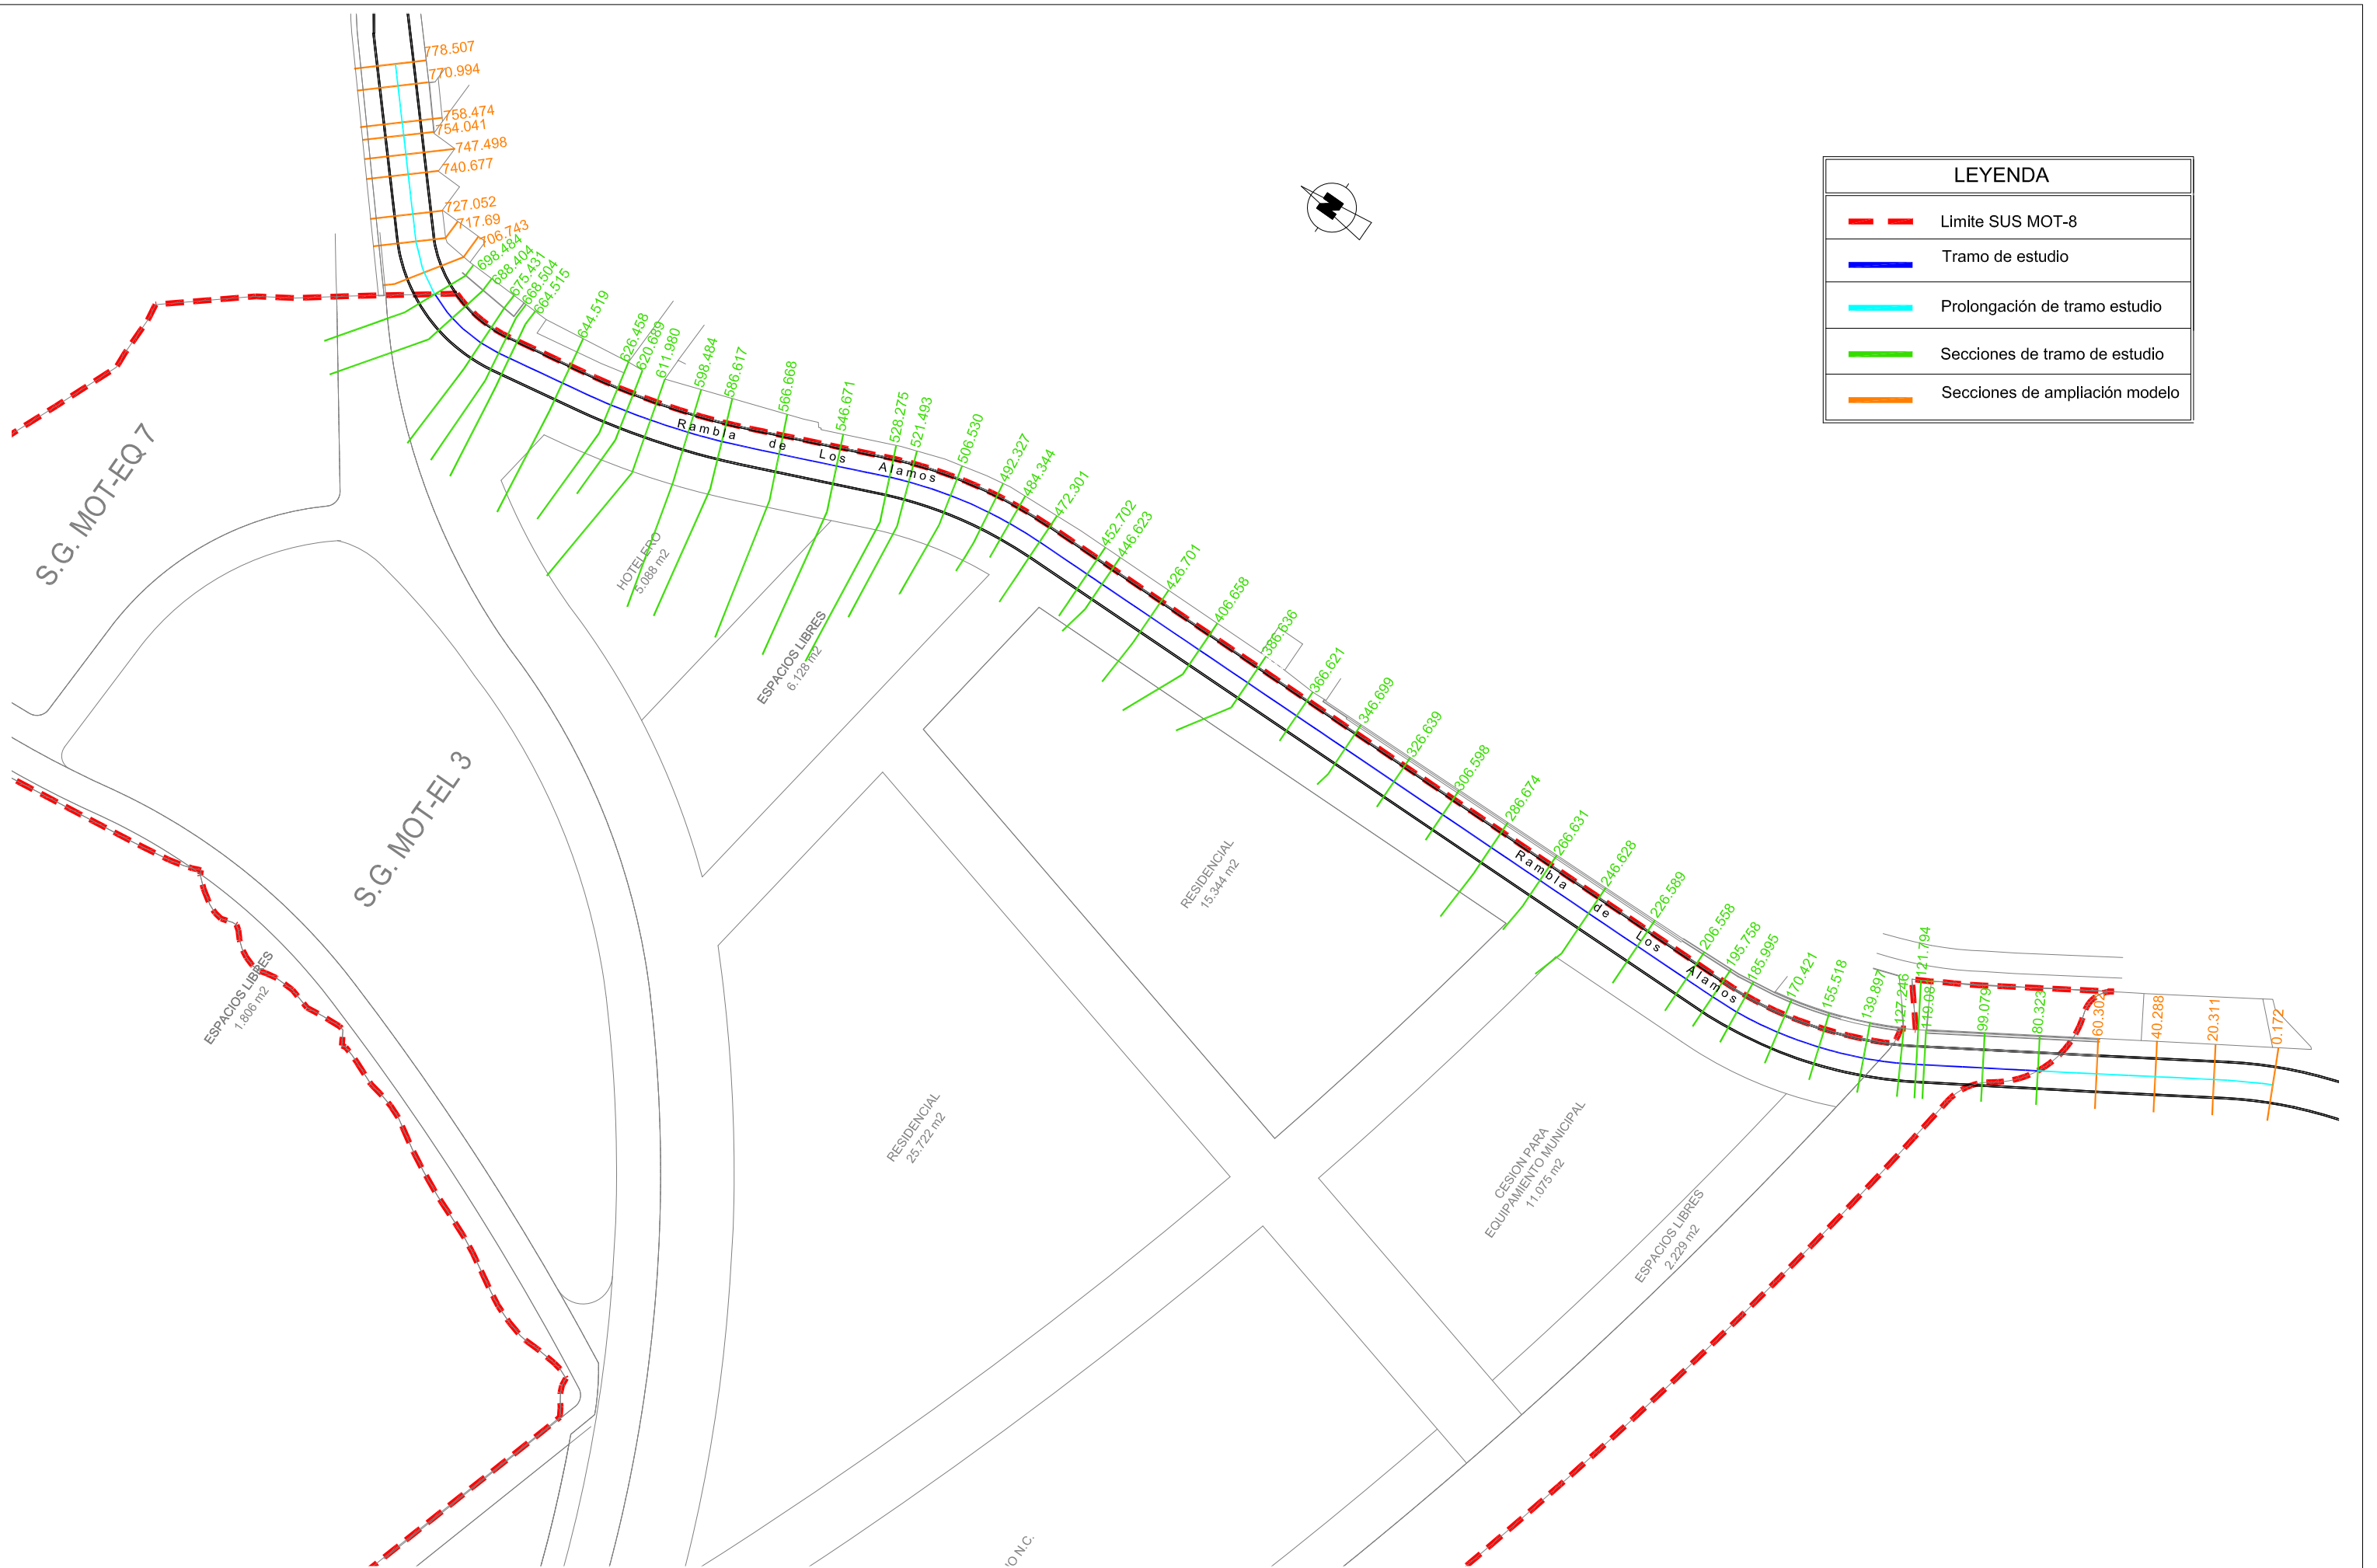 778.507
770.994
758.474
754.041
747.498
740.677
727.052
717.69
706.743
698.484
688.404
675.431
668.504
664.515
644.519
626.458
620.689
611.980
598.484
586.617
566.668
546.671
528.275
521.493
506.530
492.327
484.344
472.301
452.702
446.623
426.701
406.658
386.636
366.621
346.699
326.639
306.598
286.674
266.631
246.628
226.589
206.558
195.758
185.995
170.421
155.518
139.897
127.246
121.794
99.079
80.323
60.302
40.288
20.311
0.172
N
LEYENDA
Limite SUS MOT-8
Tramo de estudio
Prolongación de tramo estudio
Secciones de tramo de estudio
Secciones de ampliación modelo
Rambla de Los Alamos
Rambla de Los Alamos
S.G. MOT-EQ 7
S.G. MOT-EL 3
HOTELERO
5.088 m2
ESPACIOS LIBRES
6.128 m2
ESPACIOS LIBRES
1.806 m2
RESIDENCIAL
15.344 m2
RESIDENCIAL
25.722 m2
CESION PARA
EQUIPAMIENTO MUNICIPAL
11.075 m2
ESPACIOS LIBRES
2.229 m2
N.C.